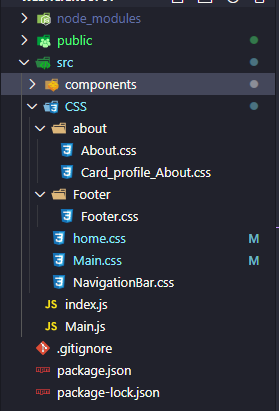 node_modules
public
src
components
CSS
about
About.css
Card_profile_About.css
Footer
Footer.css
home.css M
Main.css M
NavigationBar.css
JS index.js
JS Main.js
.gitignore
package.json
package-lock.json